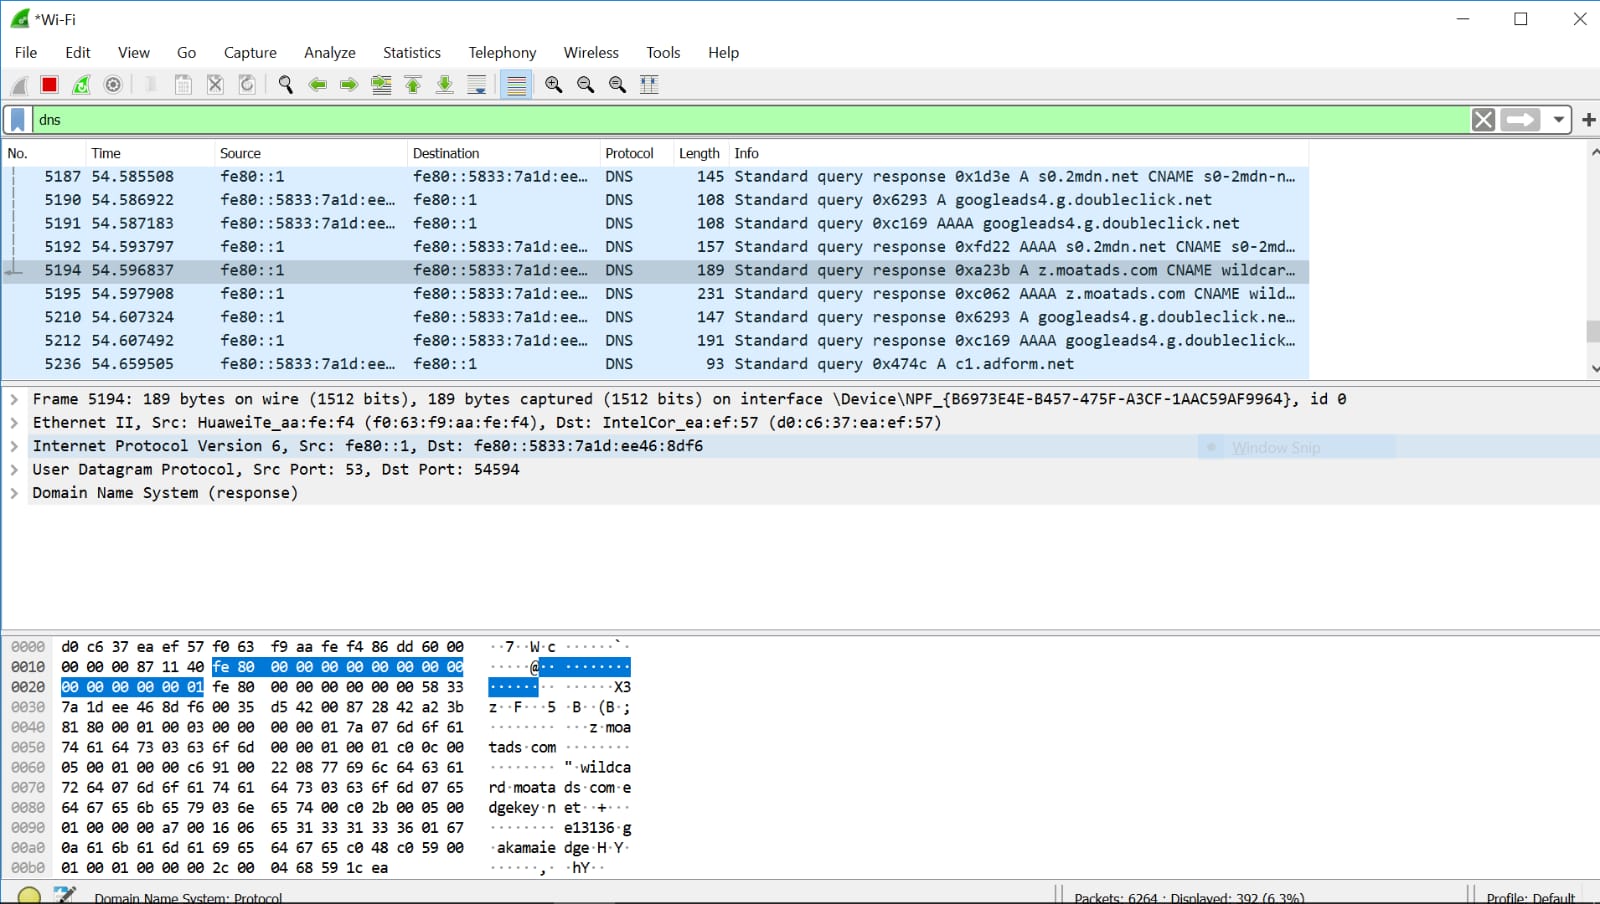 *Wi-Fi
File Edit View Go Capture Analyze Statistics Telephony Wireless Tools Help
dns
No. Time Source Destination Protocol Length Info
5187 54.585508 fe80::1 fe80::5833:7a1d:ee… DNS 145 Standard query response 0x1d3e A s0.2mdn.net CNAME s0-2mdn-n…
5190 54.586922 fe80::5833:7a1d:ee… fe80::1 DNS 108 Standard query 0x6293 A googleads4.g.doubleclick.net
5191 54.587183 fe80::5833:7a1d:ee… fe80::1 DNS 108 Standard query 0xc169 AAAA googleads4.g.doubleclick.net
5192 54.593797 fe80::1 fe80::5833:7a1d:ee… DNS 157 Standard query response 0xfd22 AAAA s0.2mdn.net CNAME s0-2md…
5194 54.596837 fe80::1 fe80::5833:7a1d:ee… DNS 189 Standard query response 0xa23b A z.moatads.com CNAME wildcar…
5195 54.597908 fe80::1 fe80::5833:7a1d:ee… DNS 231 Standard query response 0xc062 AAAA z.moatads.com CNAME wild…
5210 54.607324 fe80::1 fe80::5833:7a1d:ee… DNS 147 Standard query response 0x6293 A googleads4.g.doubleclick.ne…
5212 54.607492 fe80::1 fe80::5833:7a1d:ee… DNS 191 Standard query response 0xc169 AAAA googleads4.g.doubleclick…
5236 54.659505 fe80::5833:7a1d:ee… fe80::1 DNS 93 Standard query 0x474c A c1.adform.net
Frame 5194: 189 bytes on wire (1512 bits), 189 bytes captured (1512 bits) on interface \Device\NPF_{B6973E4E-B457-475F-A3CF-1AAC59AF9964}, id 0
Ethernet II, Src: HuaweiTe_aa:fe:f4 (f0:63:f9:aa:fe:f4), Dst: IntelCor_ea:ef:57 (d0:c6:37:ea:ef:57)
Internet Protocol Version 6, Src: fe80::1, Dst: fe80::5833:7a1d:ee46:8df6
Window Snip
User Datagram Protocol, Src Port: 53, Dst Port: 54594
Domain Name System (response)
0000 d0 c6 37 ea ef 57 f0 63 f9 aa fe f4 86 dd 60 00 ··7··W·c ······`·
0010 00 00 00 87 11 40 fe 80 00 00 00 00 00 00 00 00 ·····@·· ········
0020 00 00 00 00 00 01 fe 80 00 00 00 00 00 00 58 33 ········ ······X3
0030 7a 1d ee 46 8d f6 00 35 d5 42 00 87 28 42 a2 3b z··F···5 ·B··(B·;
0040 81 80 00 01 00 03 00 00 00 00 01 7a 07 6d 6f 61 ········ ···z·moa
0050 74 61 64 73 03 63 6f 6d 00 00 01 00 01 c0 0c 00 tads·com ········
0060 05 00 01 00 00 c6 91 00 22 08 77 69 6c 64 63 61 ········ "·wildca
0070 72 64 07 6d 6f 61 74 61 64 73 03 63 6f 6d 07 65 rd·moata ds·com·e
0080 64 67 65 6b 65 79 03 6e 65 74 00 c0 2b 00 05 00 dgekey·n et··+···
0090 01 00 00 00 a7 00 16 06 65 31 33 31 33 36 01 67 ········ e13136·g
00a0 0a 61 6b 61 6d 61 69 65 64 67 65 c0 48 c0 59 00 ·akamaie dge·H·Y·
00b0 01 00 01 00 00 00 2c 00 04 68 59 1c ea ······,· ·hY··
Domain Name System: Protocol Packets: 6264 · Displayed: 392 (6.3%) Profile: Default